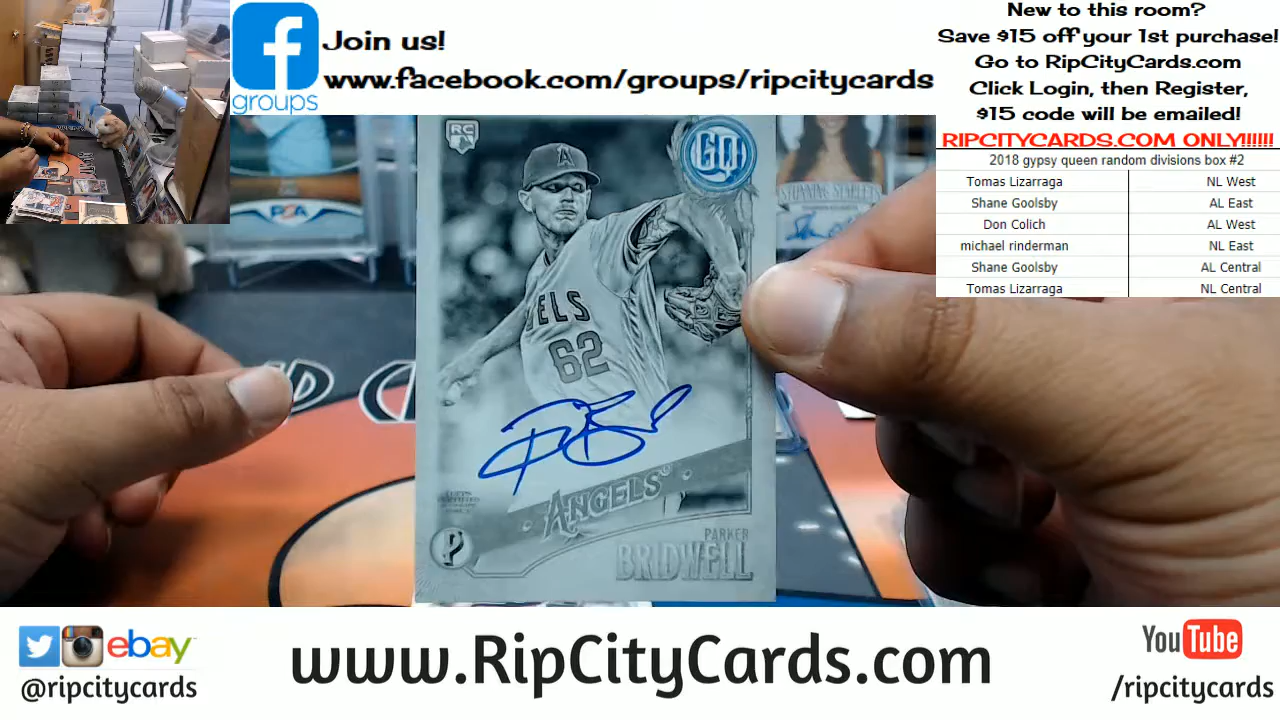 Join us!
www.facebook.com/groups/ripcitycards
groups
New to this room?
Save $15 off your 1st purchase!
Go to RipCityCards.com
Click Login, then Register,
$15 code will be emailed!
RIPCITYCARDS.COM ONLY!!!!!!
2018 gypsy queen random divisions box #2
Tomas Lizarraga NL West
Shane Goolsby AL East
Don Colich AL West
michael rinderman NL East
Shane Goolsby AL Central
Tomas Lizarraga NL Central
RC
GQ
PSA
A
ELS
62
ANGELS
P
PARKER
BRIDWELL
ebay
@ripcitycards
www.RipCityCards.com
YouTube
/ripcitycards